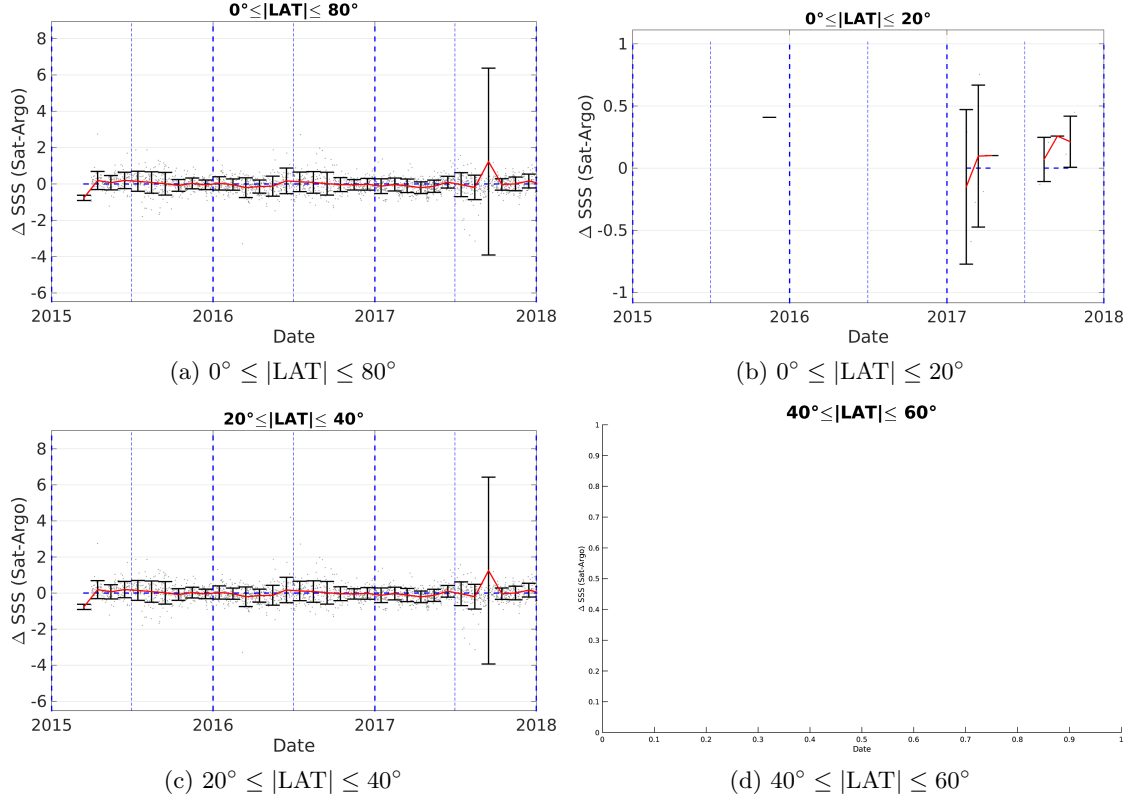 0°≤|LAT|≤ 80°
8
6
4
2
0
-2
-4
-6
Δ SSS (Sat-Argo)
2015 2016 2017 2018
Date
(a) 0° ≤ |LAT| ≤ 80°
0°≤|LAT|≤ 20°
1
0.5
0
-0.5
-1
Δ SSS (Sat-Argo)
2015 2016 2017 2018
Date
(b) 0° ≤ |LAT| ≤ 20°
20°≤|LAT|≤ 40°
8
6
4
2
0
-2
-4
-6
Δ SSS (Sat-Argo)
2015 2016 2017 2018
Date
(c) 20° ≤ |LAT| ≤ 40°
40°≤|LAT|≤ 60°
1
0.9
0.8
0.7
0.6
0.5
0.4
0.3
0.2
0.1
0
Δ SSS (Sat-Argo)
0 0.1 0.2 0.3 0.4 0.5 0.6 0.7 0.8 0.9 1
Date
(d) 40° ≤ |LAT| ≤ 60°